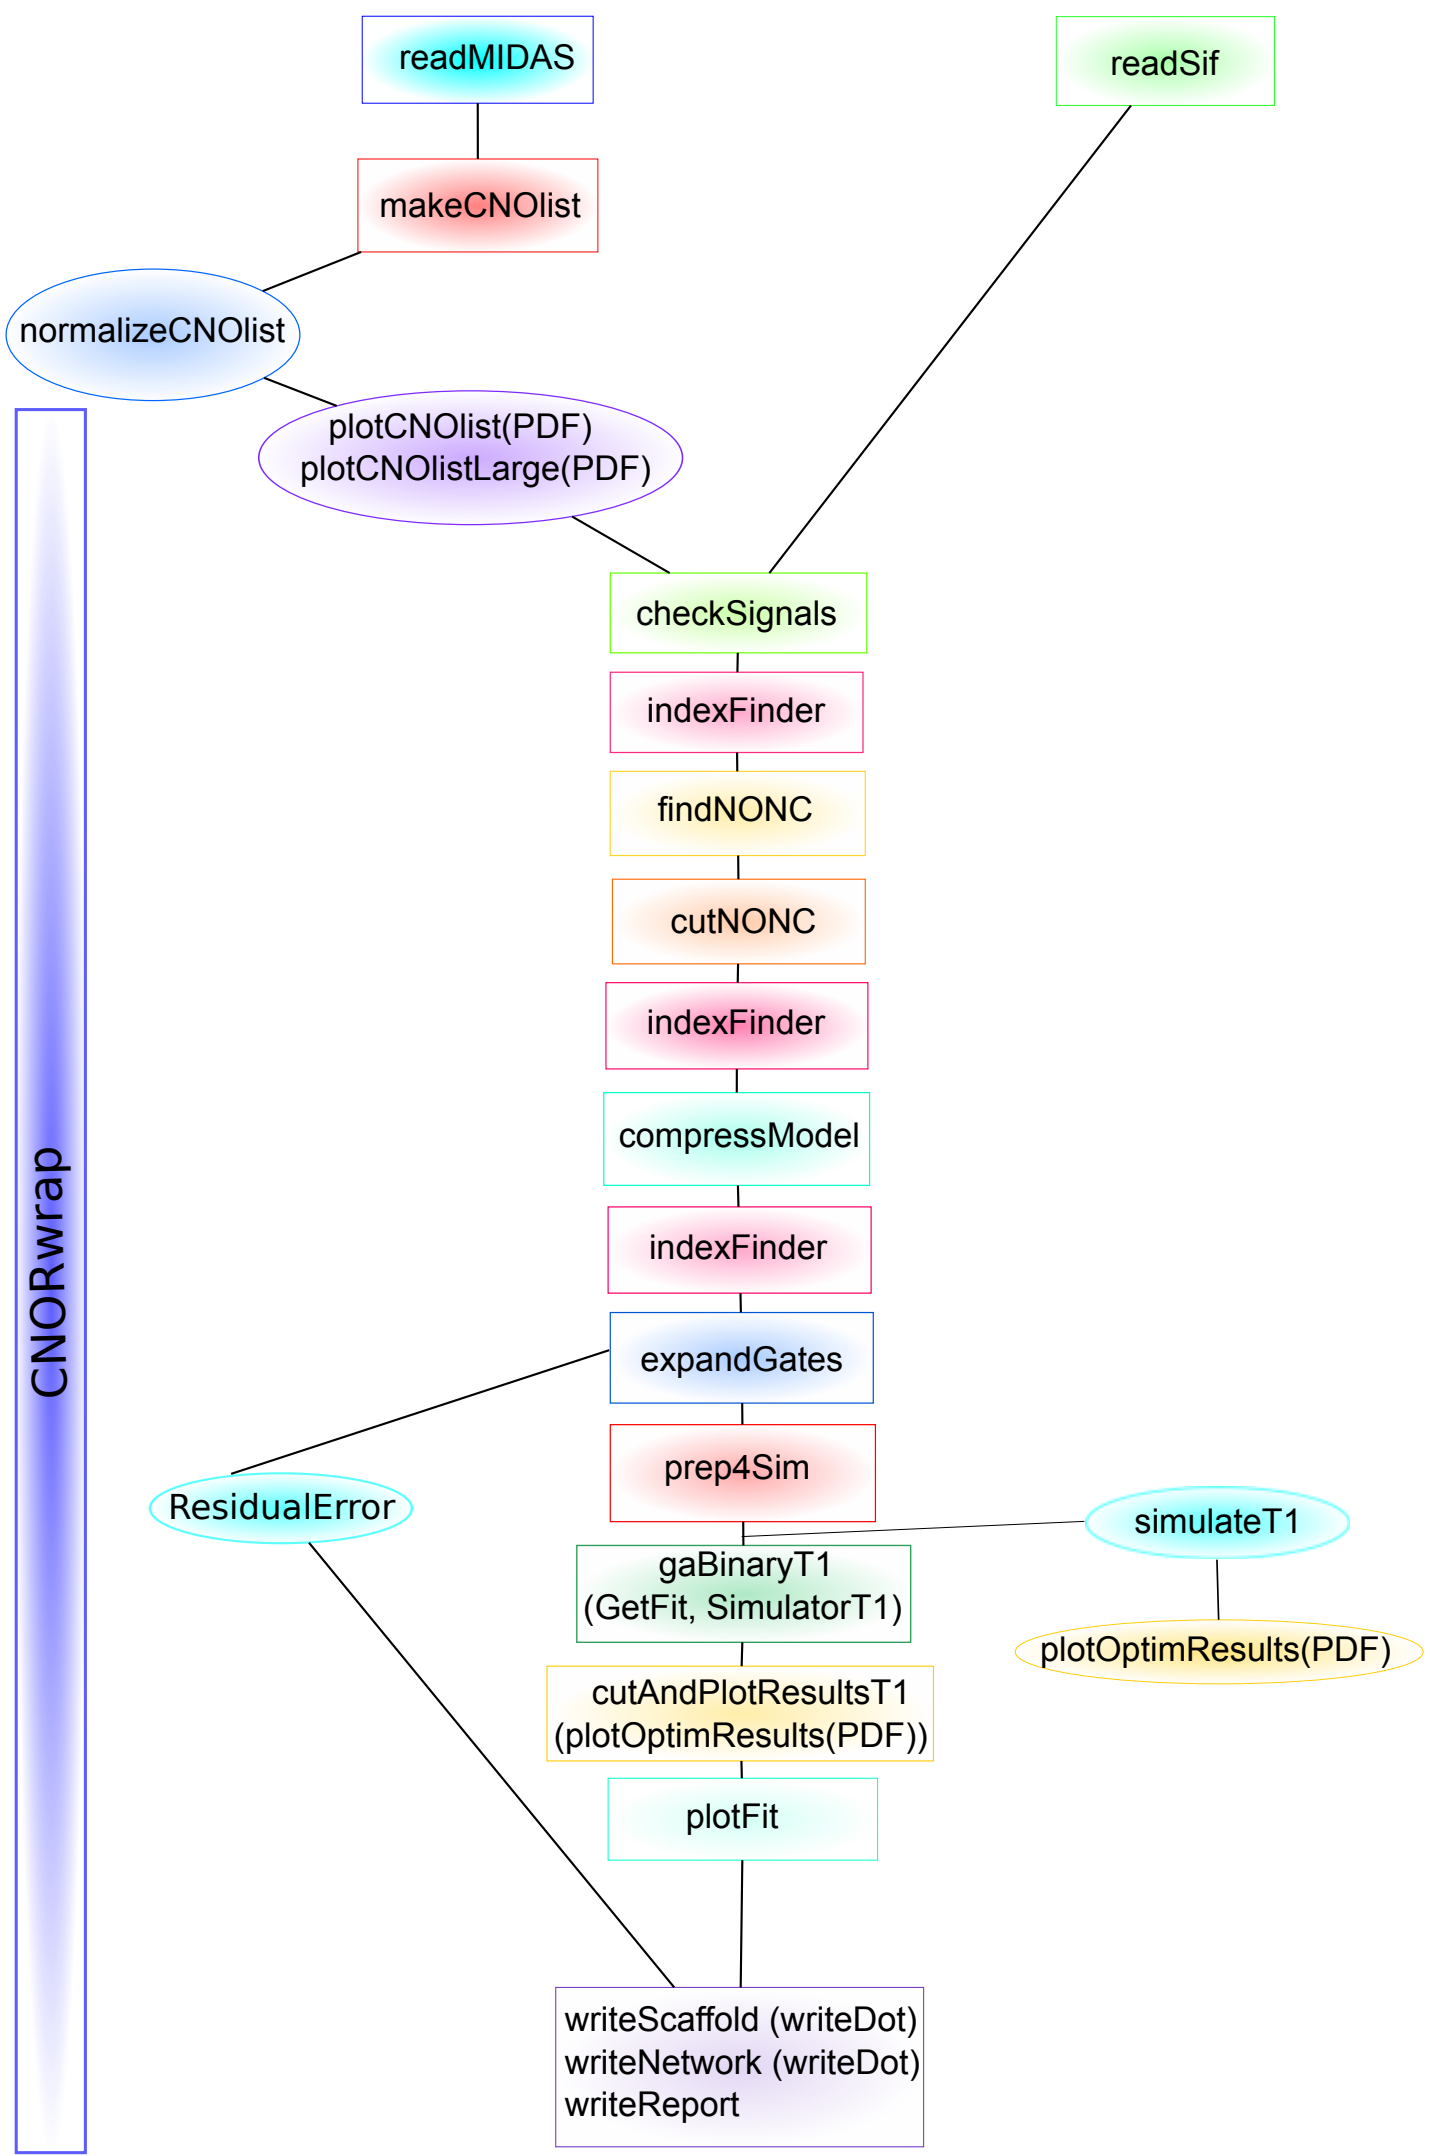 readMIDAS
readSif
makeCNOlist
normalizeCNOlist
plotCNOlist(PDF)
plotCNOlistLarge(PDF)
checkSignals
indexFinder
findNONC
cutNONC
indexFinder
compressModel
CNORwrap
indexFinder
expandGates
prep4Sim
ResidualError
simulateT1
gaBinaryT1
(GetFit, SimulatorT1)
plotOptimResults(PDF)
cutAndPlotResultsT1
(plotOptimResults(PDF))
plotFit
writeScaffold (writeDot)
writeNetwork (writeDot)
writeReport